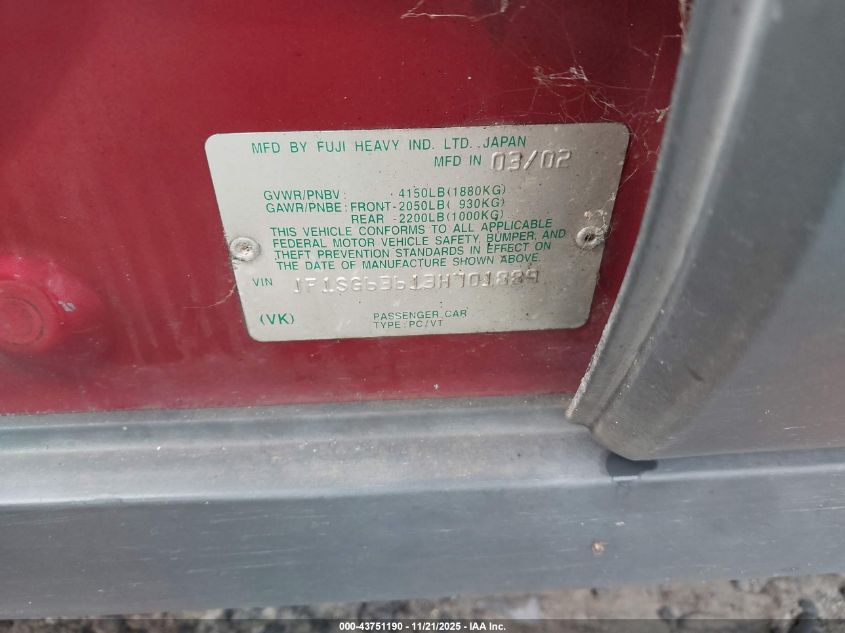 MFD BY FUJI HEAVY IND. LTD. JAPAN
MFD IN 03/02
GVWR/PNBV : 4150LB(1880KG)
GAWR/PNBE: FRONT-2050LB( 930KG)
REAR -2200LB(1000KG)
THIS VEHICLE CONFORMS TO ALL APPLICABLE
FEDERAL MOTOR VEHICLE SAFETY, BUMPER, AND
THEFT PREVENTION STANDARDS IN EFFECT ON
THE DATE OF MANUFACTURE SHOWN ABOVE.
VIN JF1SG63613H701889
(VK) PASSENGER CAR
TYPE: PC/VT
000-43751190 - 11/21/2025 - IAA Inc.